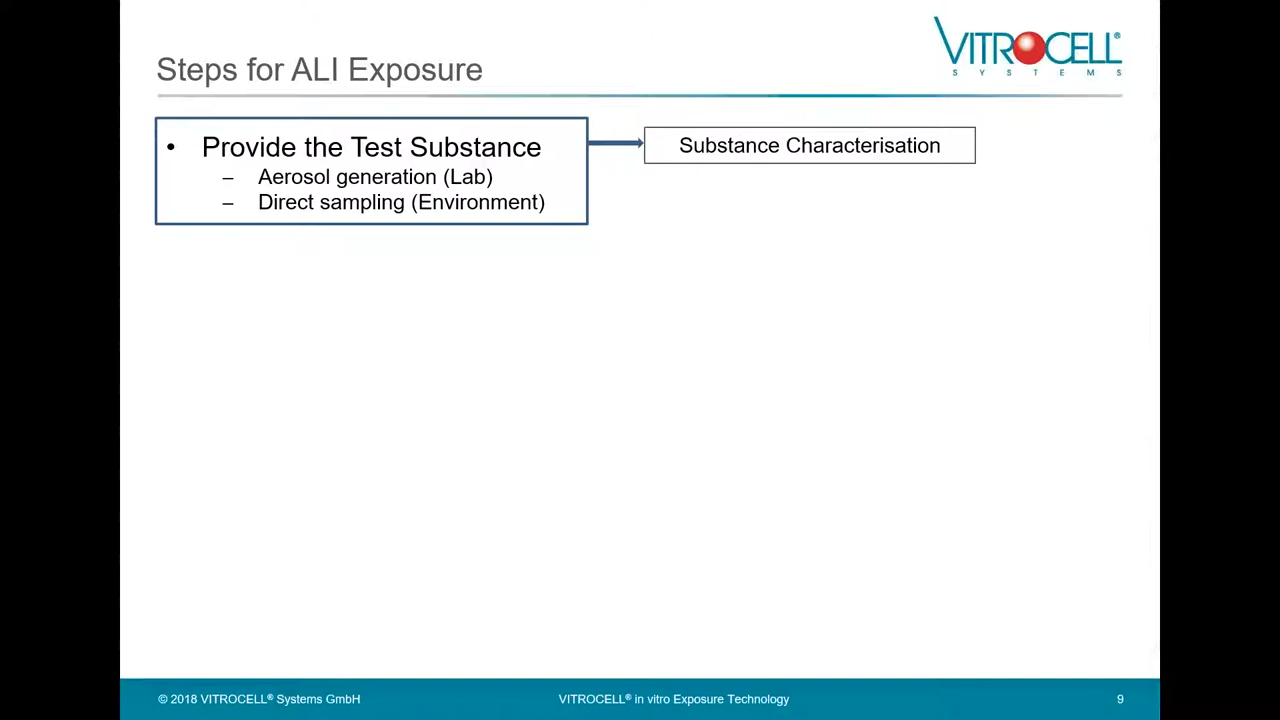 VITROCELL®
SYSTEMS
Steps for ALI Exposure
• Provide the Test Substance
– Aerosol generation (Lab)
– Direct sampling (Environment)
Substance Characterisation
© 2018 VITROCELL® Systems GmbH
VITROCELL® in vitro Exposure Technology
9